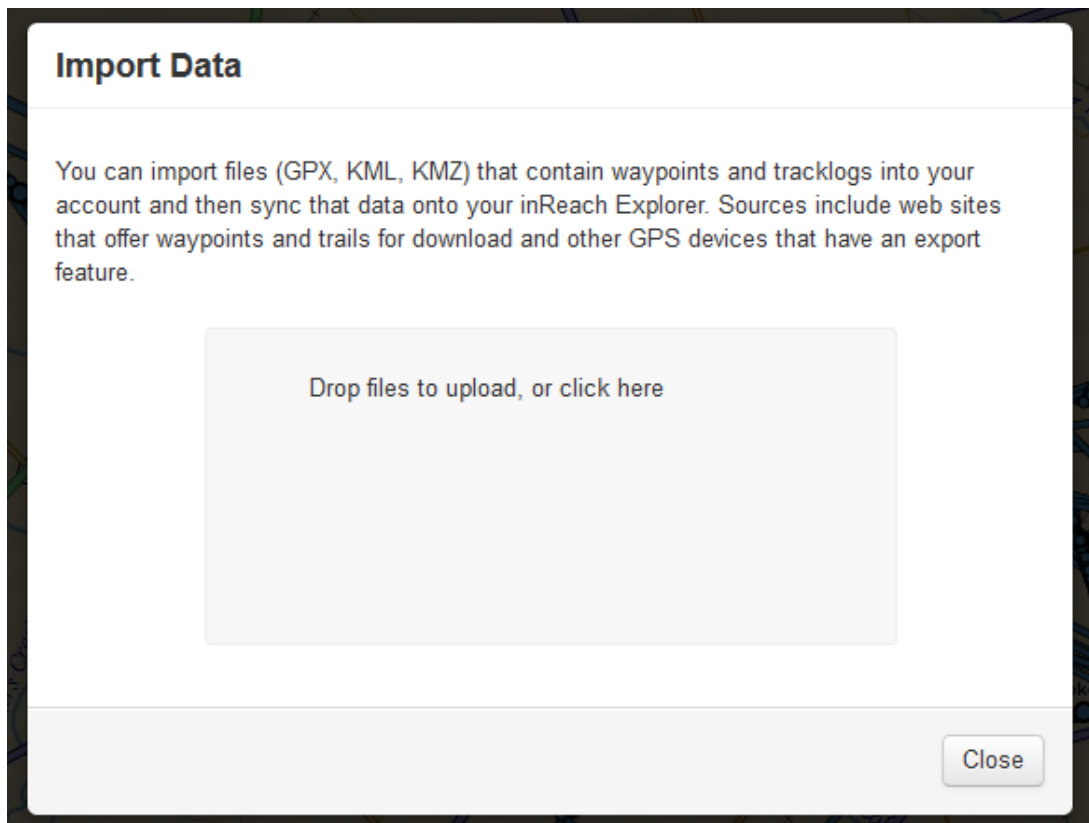 Import Data
You can import files (GPX, KML, KMZ) that contain waypoints and tracklogs into your
account and then sync that data onto your inReach Explorer. Sources include web sites
that offer waypoints and trails for download and other GPS devices that have an export
feature.
Drop files to upload, or click here
Close